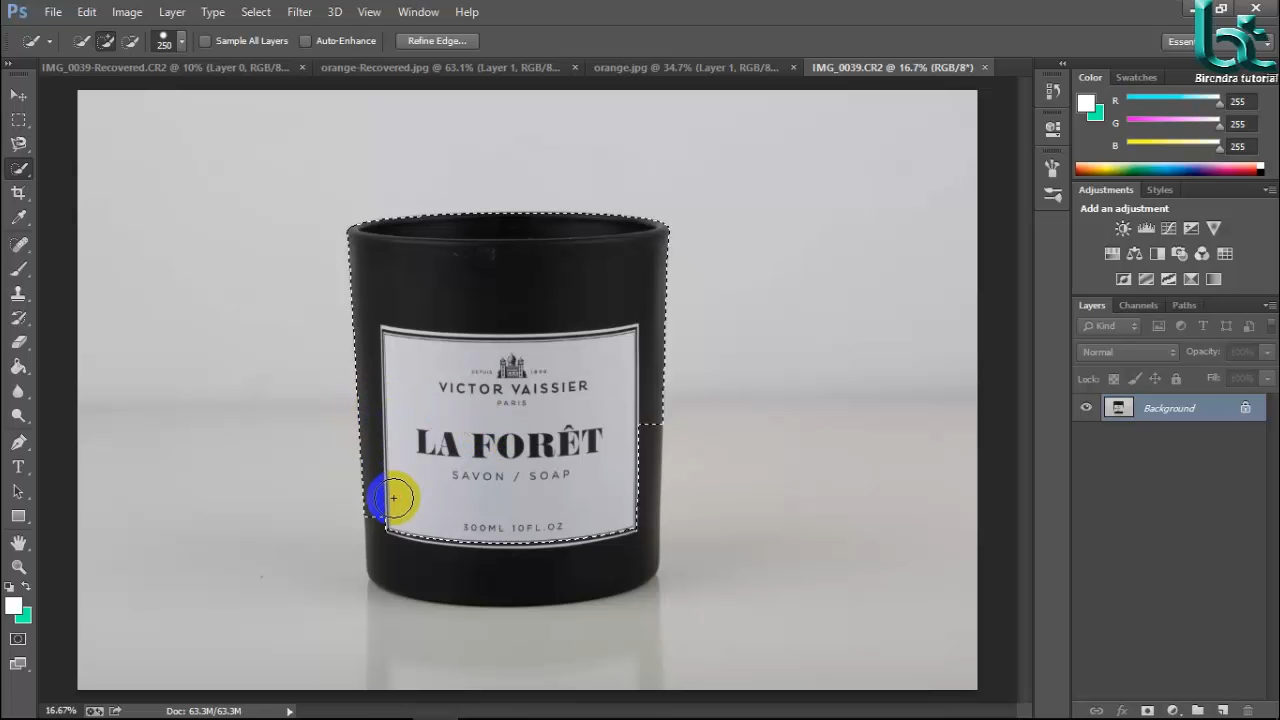 Ps File Edit Image Layer Type Select Filter 3D View Window Help
250 Sample All Layers Auto-Enhance Refine Edge...
IMG_0039-Recovered.CR2 @ 10% (Layer 0, RGB/8... × orange-Recovered.jpg @ 63.1% (Layer 1, RGB/8... × orange.jpg @ 34.7% (Layer 1, RGB/8... × IMG_0039.CR2 @ 16.7% (RGB/8*) ×
Birendra tutorial
Color Swatches
R 255
G 255
B 255
Adjustments Styles
Add an adjustment
Layers Channels Paths
Kind
Normal Opacity: 100%
Lock: Fill: 100%
Background
DEPUIS
VICTOR VAISSIER
PARIS
LA FORÊT
SAVON / SOAP
300ML 10FL.OZ
16.67% Doc: 63.3M/63.3M